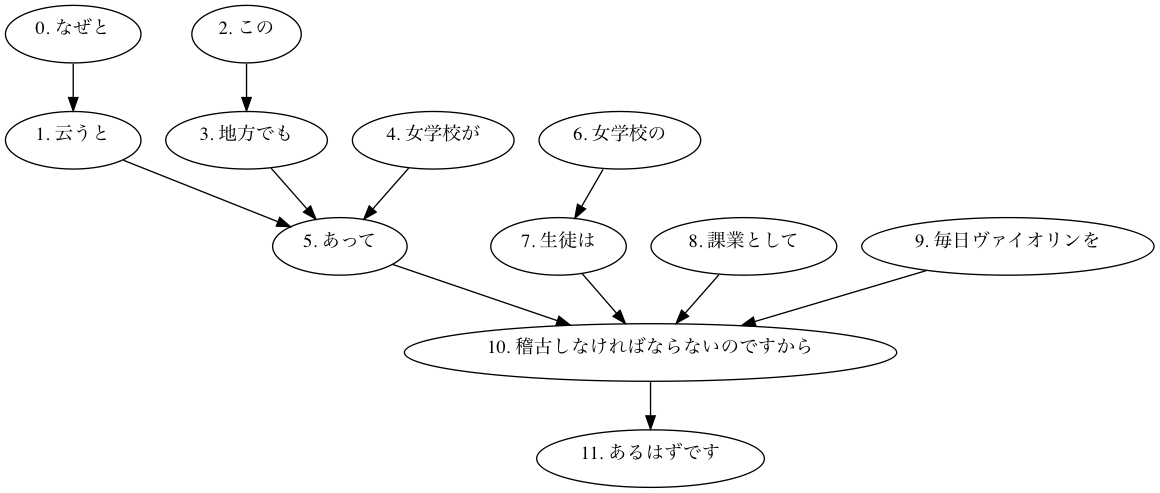 0. なぜと
2. この
1. 云うと
3. 地方でも
4. 女学校が
6. 女学校の
5. あって
7. 生徒は
8. 課業として
9. 毎日ヴァイオリンを
10. 稽古しなければならないのですから
11. あるはずです